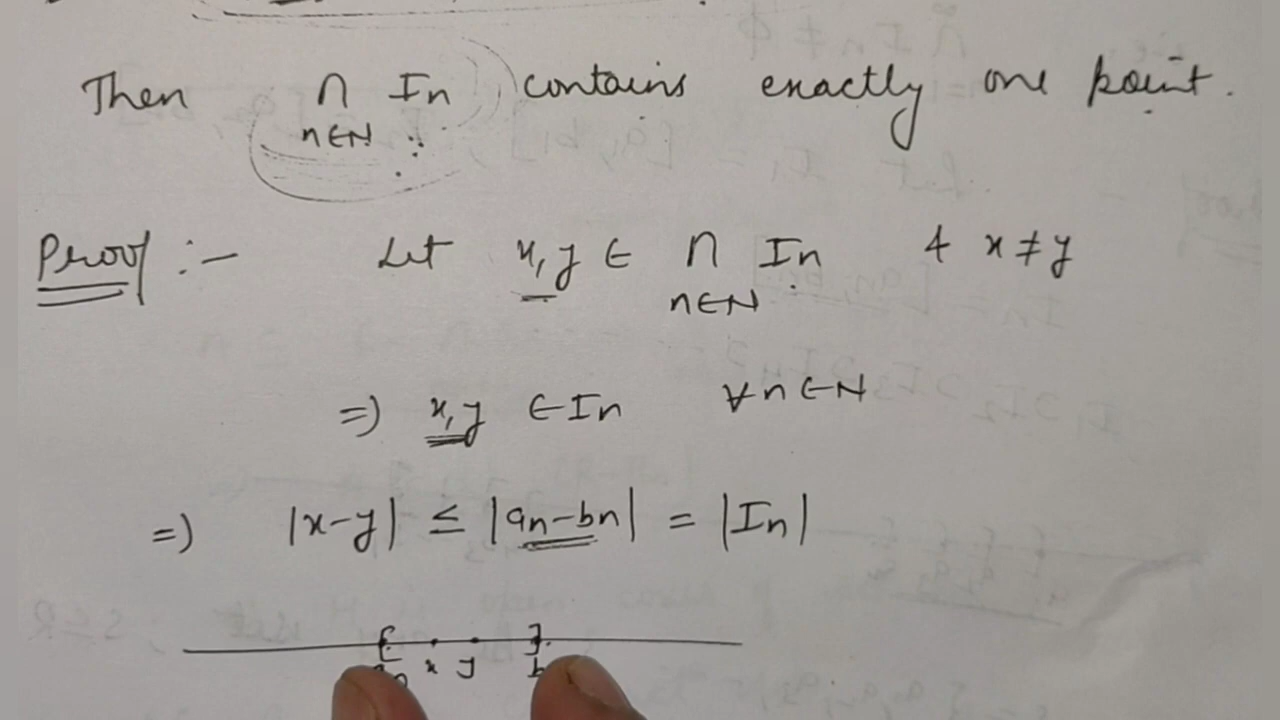 Then ∩ In contains exactly one point.
n∈N
Proof :- Let x, y ∈ ∩ In & x ≠ y
n∈N
=) x, y ∈ In ∀ n ∈ N
=) |x-y| ≤ |an-bn| = |In|
[ ]
x y b